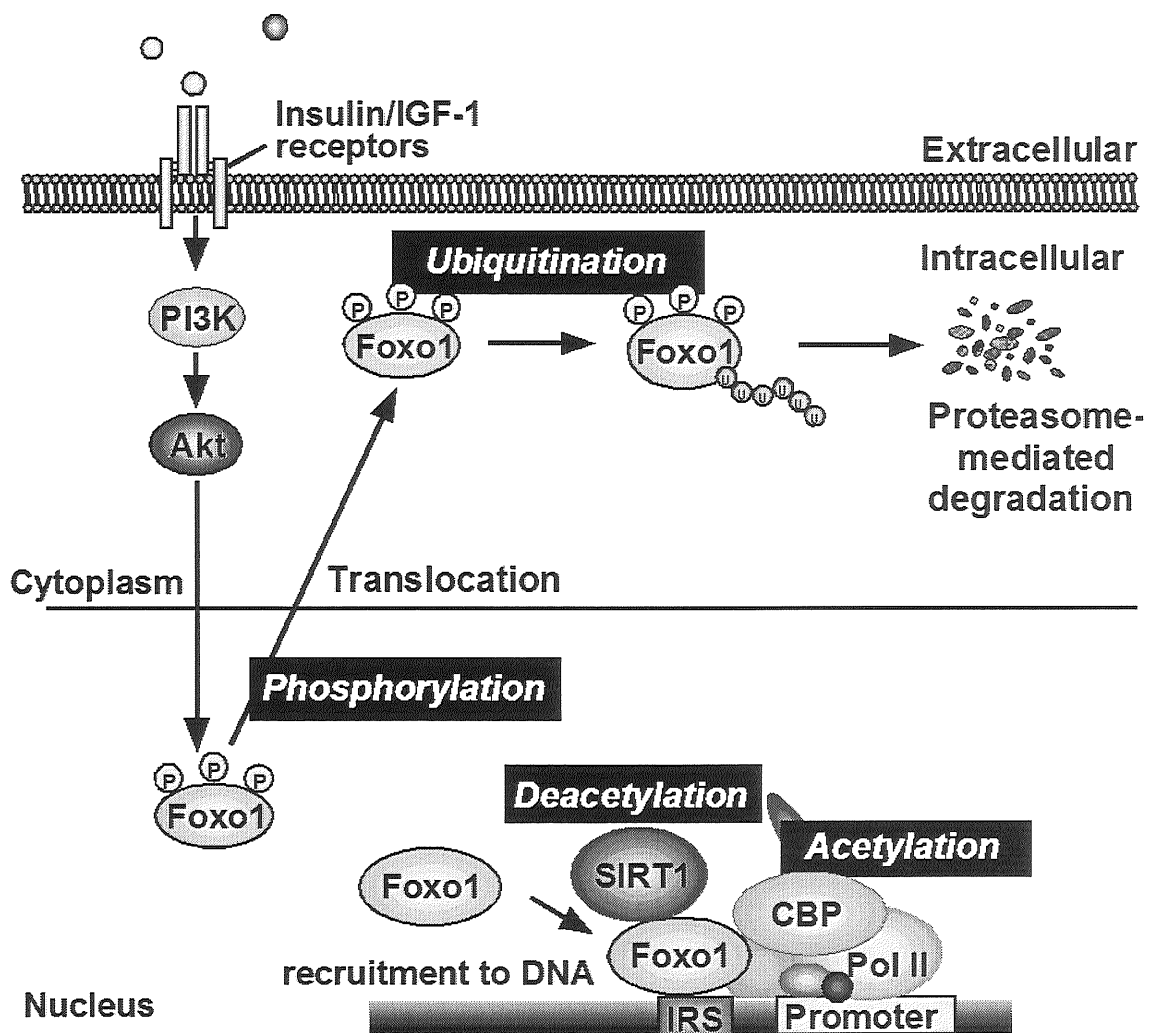 Insulin/IGF-1
receptors
Extracellular
Ubiquitination
Intracellular
PI3K
P P P
Foxo1
P P P
Foxo1
U U U U U U
Akt
Proteasome-
mediated
degradation
Cytoplasm
Translocation
Phosphorylation
P P P
Foxo1
Deacetylation
Acetylation
Foxo1
SIRT1
CBP
Foxo1
Pol II
recruitment to DNA
Nucleus
IRS
Promoter